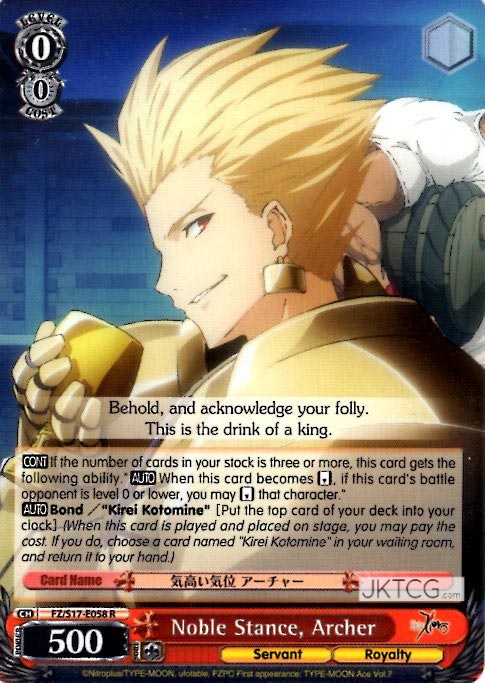 LEVEL
0
0
COST
Behold, and acknowledge your folly.
This is the drink of a king.
CONT If the number of cards in your stock is three or more, this card gets the
following ability." AUTO When this card becomes [▼], if this card's battle
opponent is level 0 or lower, you may [▼] that character."
AUTO Bond ／"Kirei Kotomine" [Put the top card of your deck into your
clock] (When this card is played and placed on stage, you may pay the
cost. If you do, choose a card named "Kirei Kotomine" in your waiting room,
and return it to your hand.)
Card Name 気高い気位 アーチャー
JKTCG.com
CH FZ/S17-E058 R
POWER 500 Noble Stance, Archer
Servant Royalty
©Nitroplus/TYPE-MOON, ufotable, FZPC First appearance: TYPE-MOON Ace Vol.7